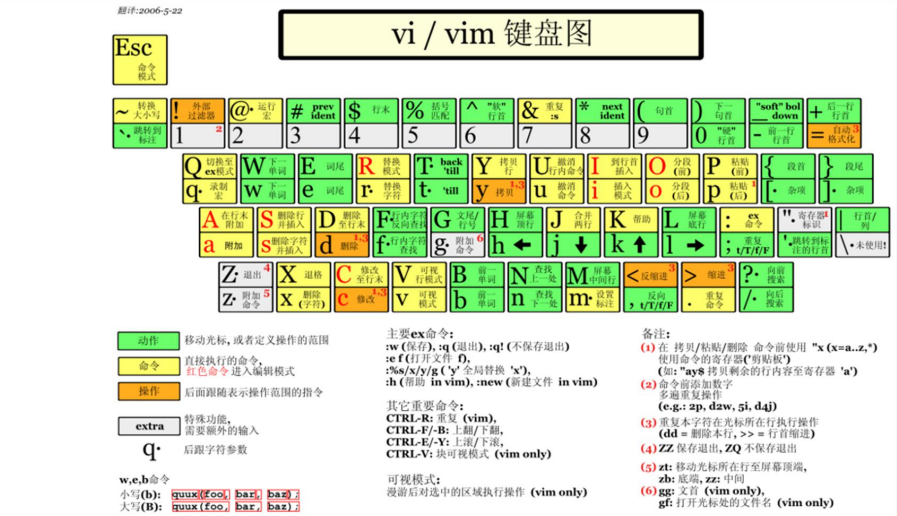 翻译:2006-5-22
vi / vim 键盘图
Esc
命令
模式
~ 转换
大小写
! 外部
过滤器
@• 运行
宏
# prev
ident
$ 行末
% 括号
匹配
^ "软"
行首
& 重复
:s
* next
ident
( 句首
) 下一
句首
_ "soft" bol
down
+ 后一行
行首
`• 跳转到
标注
1 2
2
3
4
5
6
7
8
9
0 "硬"
行首
- 前一行
行首
= 自动 3
格式化
Q 切换至
ex模式
W 下一
单词
E 词尾
R 替换
模式
T• back
'till
Y 拷贝
行
U 撤消
行内命令
I 到行首
插入
O 分段
(前)
P 粘贴
(前)
{ 段首
} 段尾
q• 录制
宏
w 下一
单词
e 词尾
r• 替换
字符
t• 'till
y 拷贝 1,3
u 撤消
命令
i 插入
模式
o 分段
(后)
p 粘贴 1
(后)
[• 杂项
]• 杂项
A 在行末
附加
S 删除行
并插入
D 删除
至行末
F• 行内字符
反向查找
G 文尾/
行号
H 屏幕
顶行
J 合并
两行
K 帮助
L 屏幕
底行
: ex
命令
"• 寄存器 1
标识
| 行首/
列
a 附加
s 删除字符
并插入
d 删除 1,3
f• 行内字符
查找
g• 附加 6
命令
h ←
j ↓
k ↑
l →
; 重复
t/T/f/F
'• 跳转到标
注的行首
\• 未使用!
Z• 退出 4
X 退格
C 修改
至行末
V 可视
行模式
B 前一
单词
N 查找
上一处
M 屏幕
中间行
< 反缩进 3
> 缩进 3
?• 向前
搜索
z• 附加 5
命令
x 删除
(字符)
c 修改 1,3
v 可视
模式
b 前一
单词
n 查找
下一处
m• 设置
标注
, 反向
t/T/f/F
. 重复
命令
/• 向后
搜索
动作 移动光标, 或者定义操作的范围
命令 直接执行的命令,
红色命令 进入编辑模式
操作 后面跟随表示操作范围的指令
extra 特殊功能,
需要额外的输入
q• 后跟字符参数
w,e,b命令
小写(b): quux(foo, bar, baz);
大写(B): quux(foo, bar, baz);
主要ex命令:
:w (保存), :q (退出), :q! (不保存退出)
:e f (打开文件 f),
:%s/x/y/g ( 'y' 全局替换 'x'),
:h (帮助 in vim), :new (新建文件 in vim)
其它重要命令:
CTRL-R: 重复 (vim),
CTRL-F/-B: 上翻/下翻,
CTRL-E/-Y: 上滚/下滚,
CTRL-V: 块可视模式 (vim only)
可视模式:
漫游后对选中的区域执行操作 (vim only)
备注:
(1) 在 拷贝/粘贴/删除 命令前使用 "x (x=a..z,*)
使用命令的寄存器('剪贴板')
(如: "ay$ 拷贝剩余的行内容至寄存器 'a')
(2) 命令前添加数字
多遍重复操作
(e.g.: 2p, d2w, 5i, d4j)
(3) 重复本字符在光标所在行执行操作
(dd = 删除本行, >> = 行首缩进)
(4) ZZ 保存退出, ZQ 不保存退出
(5) zt: 移动光标所在行至屏幕顶端,
zb: 底端, zz: 中间
(6) gg: 文首 (vim only),
gf: 打开光标处的文件名 (vim only)